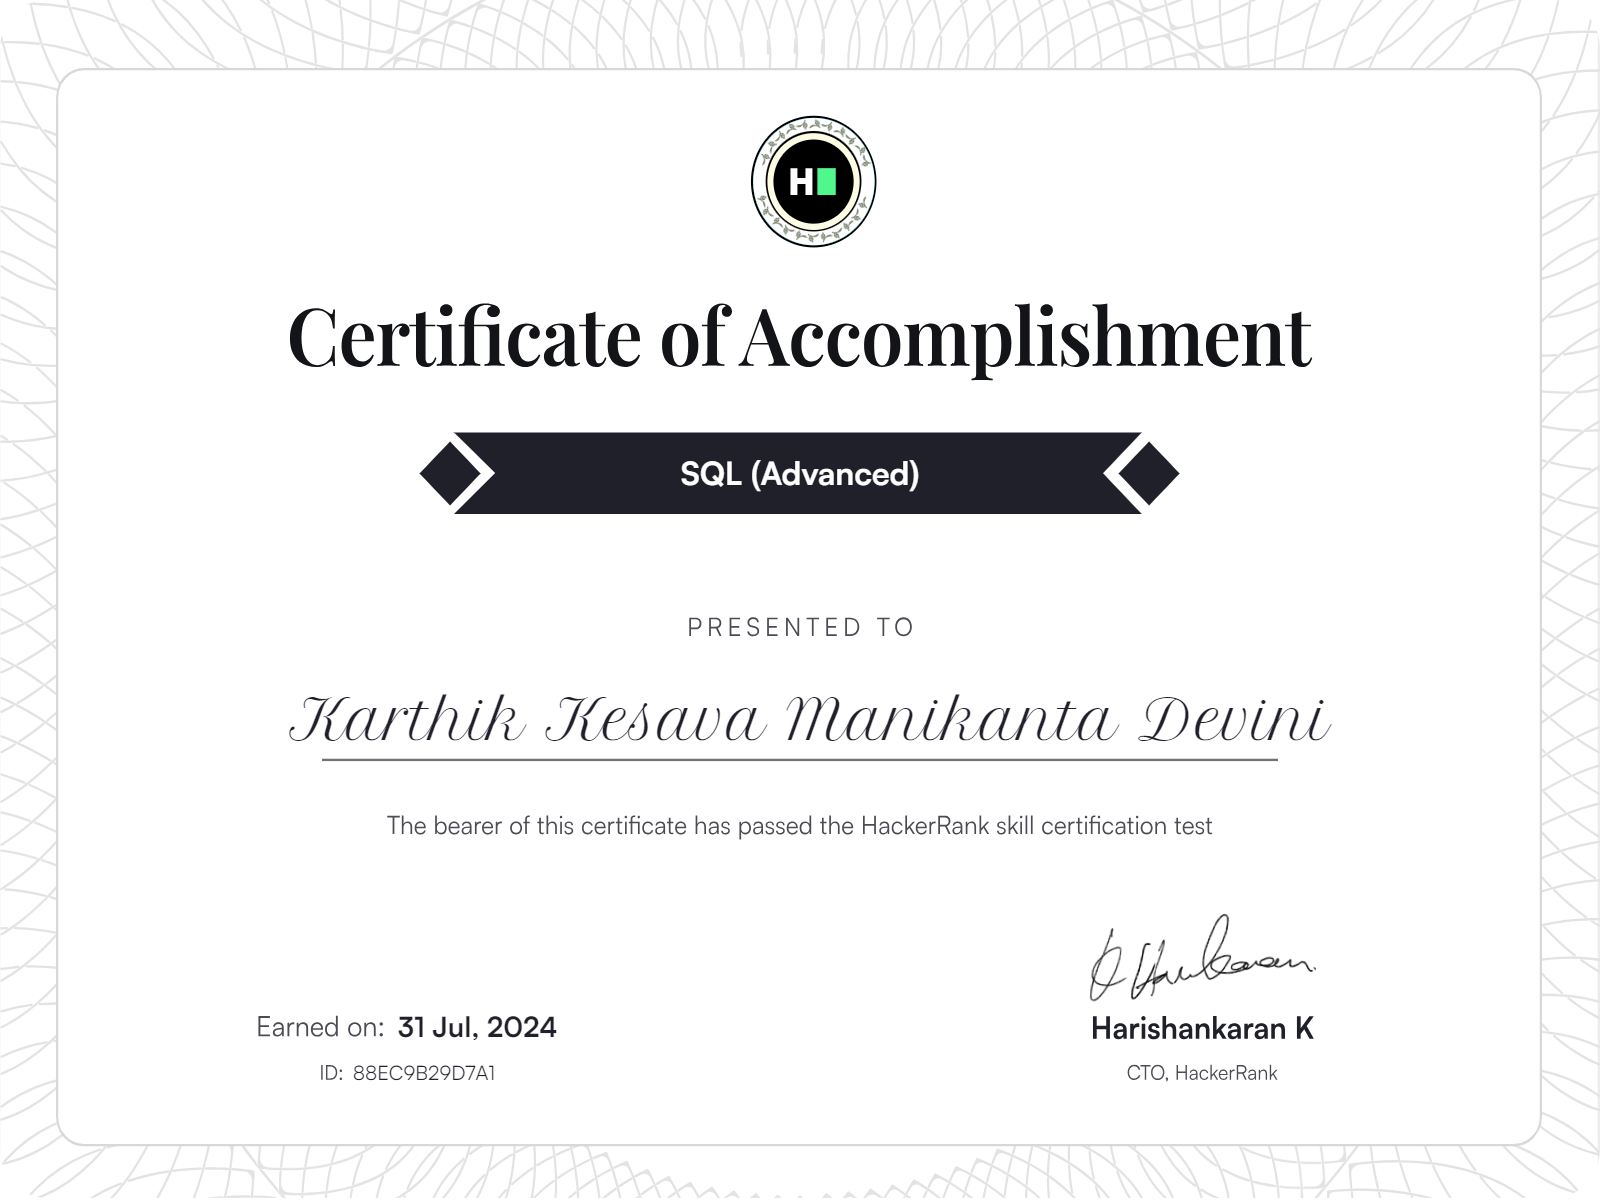 H
Certificate of Accomplishment
SQL (Advanced)
PRESENTED TO
Karthik Kesava Manikanta Devini
The bearer of this certificate has passed the HackerRank skill certification test
Earned on: 31 Jul, 2024
ID: 88EC9B29D7A1
Harishankaran K
CTO, HackerRank